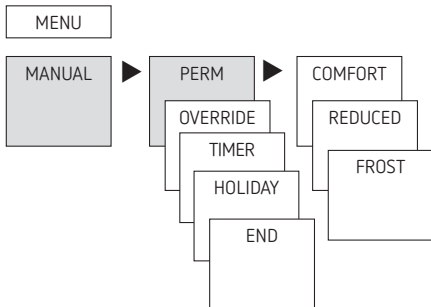 MENU
MANUAL
PERM
COMFORT
OVERRIDE
REDUCED
TIMER
FROST
HOLIDAY
END